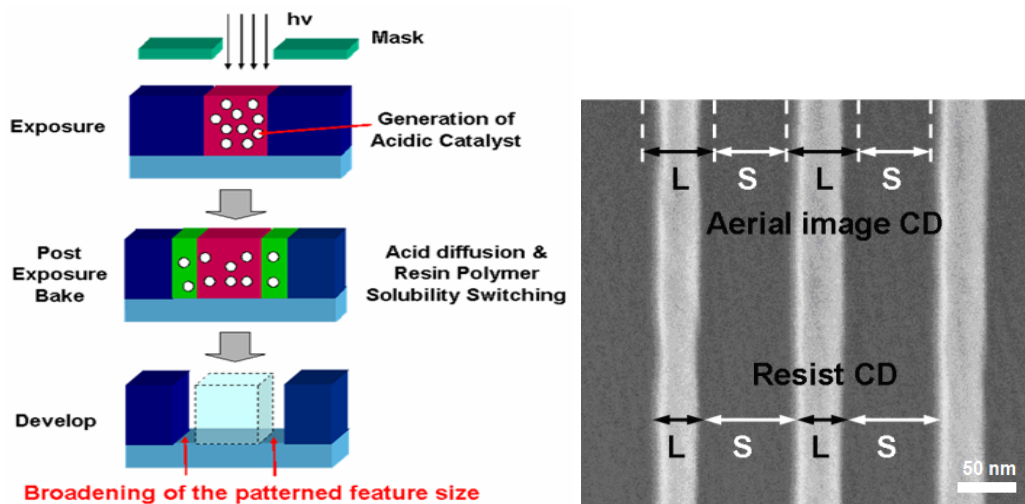 hv
Mask
Exposure
Generation of
Acidic Catalyst
Post
Exposure
Bake
Acid diffusion &
Resin Polymer
Solubility Switching
Develop
Broadening of the patterned feature size
L S L S
Aerial image CD
Resist CD
L S L S
50 nm